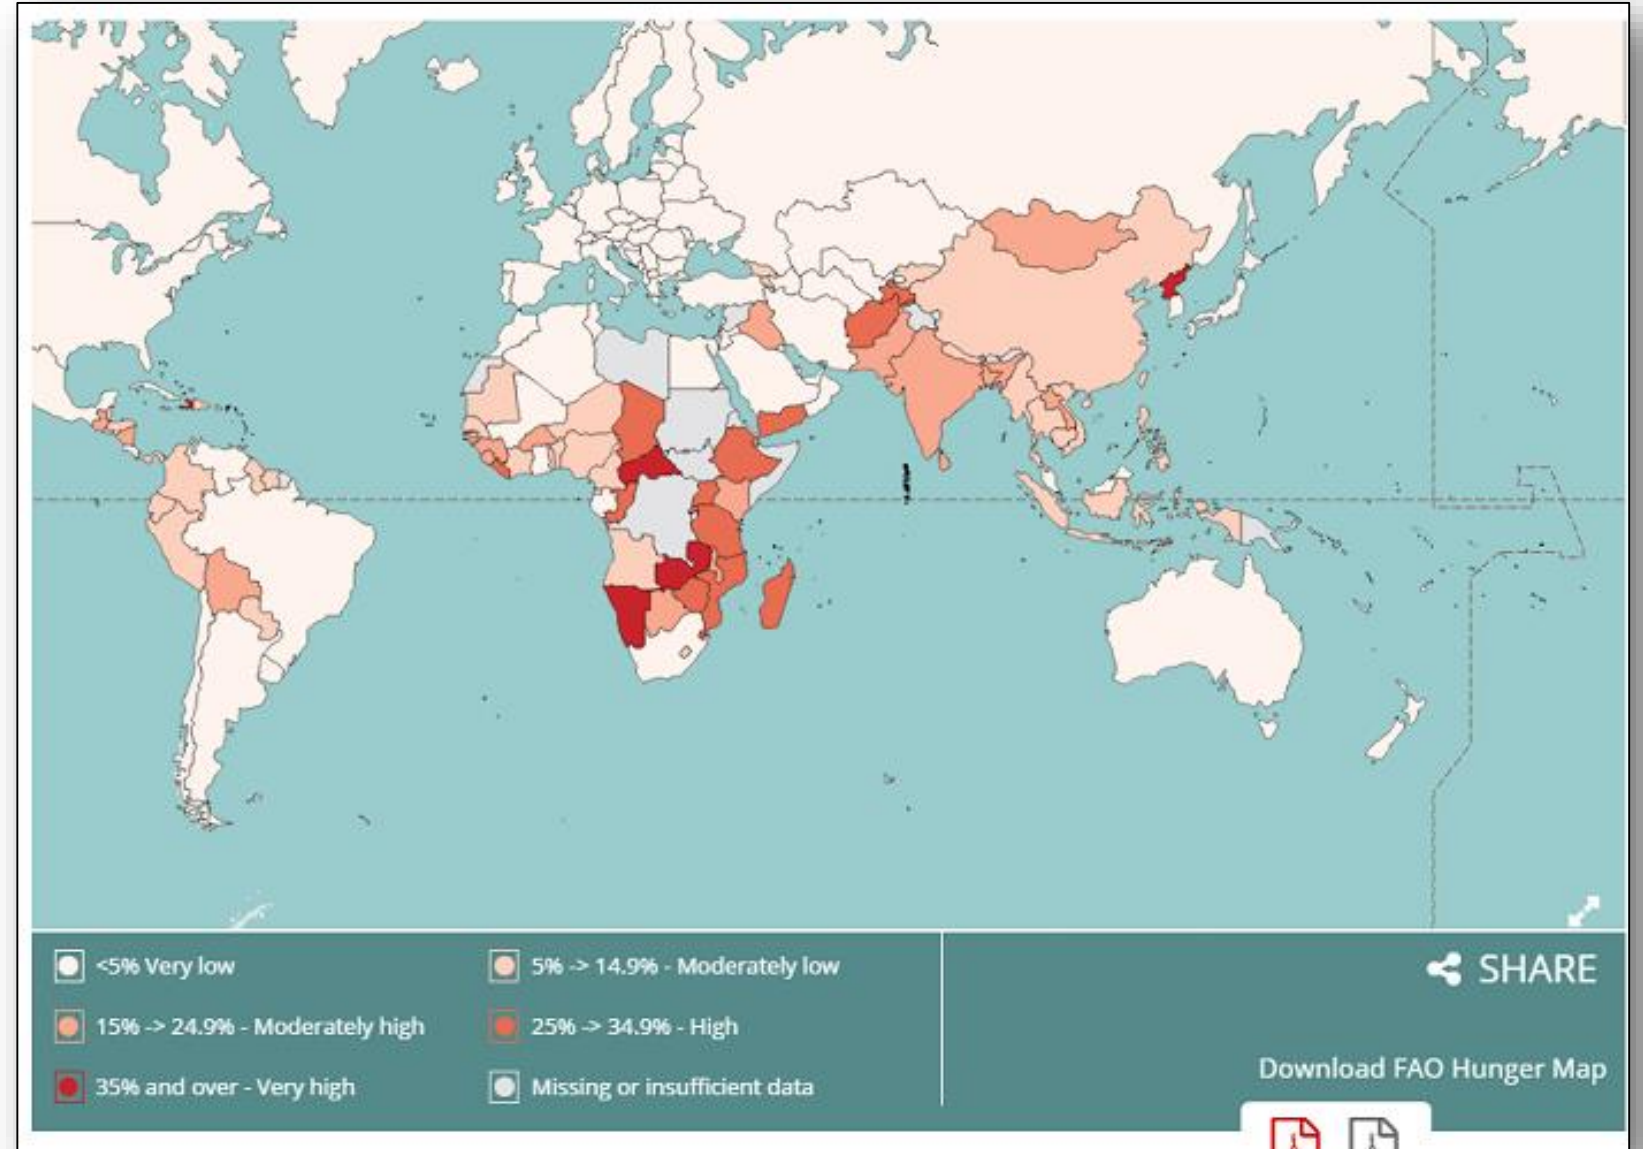 <5% Very low
5% -> 14.9% - Moderately low
15% -> 24.9% - Moderately high
25% -> 34.9% - High
35% and over - Very high
Missing or insufficient data
SHARE
Download FAO Hunger Map